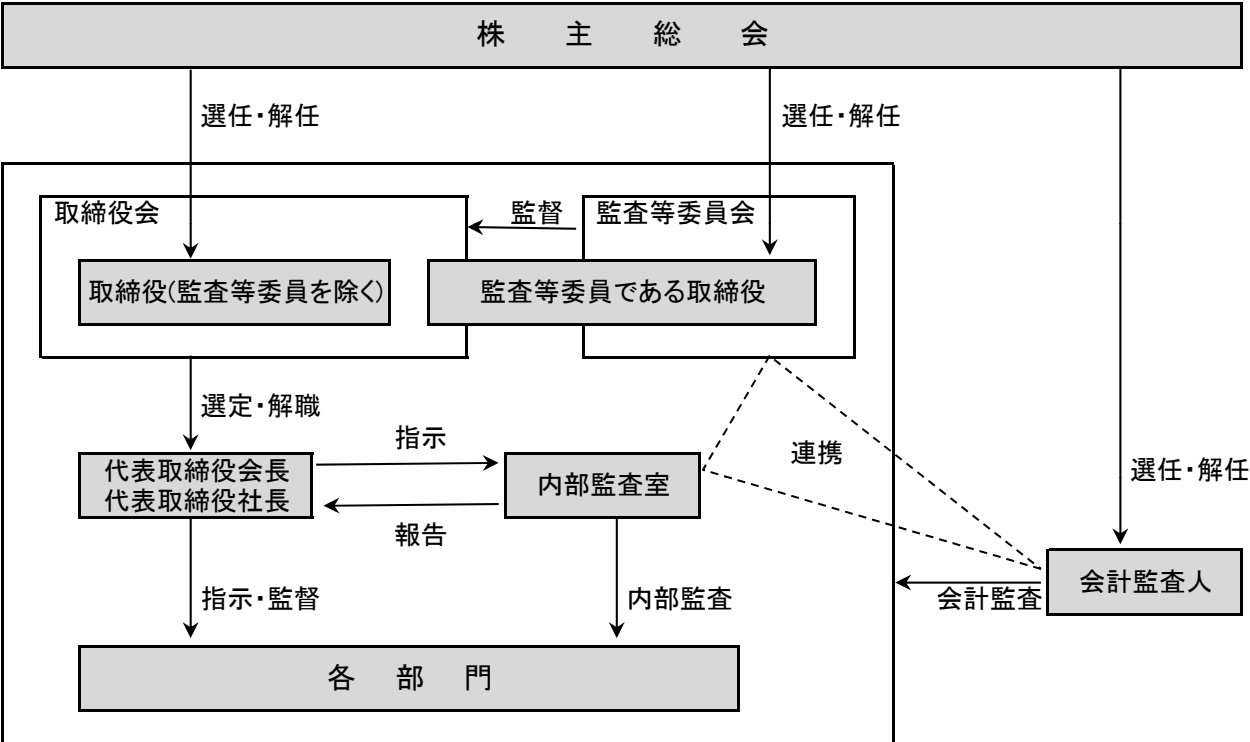 株主総会
選任・解任
選任・解任
取締役会
監督
監査等委員会
取締役(監査等委員を除く)
監査等委員である取締役
選定・解職
指示
連携
代表取締役会長
代表取締役社長
内部監査室
選任・解任
報告
会計監査人
指示・監督
内部監査
会計監査
各部門